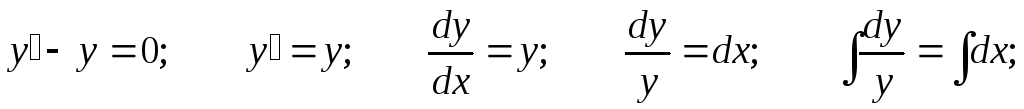 y▯ - y = 0; y▯ = y; dy/dx = y; dy/y = dx; ∫dy/y = ∫dx;